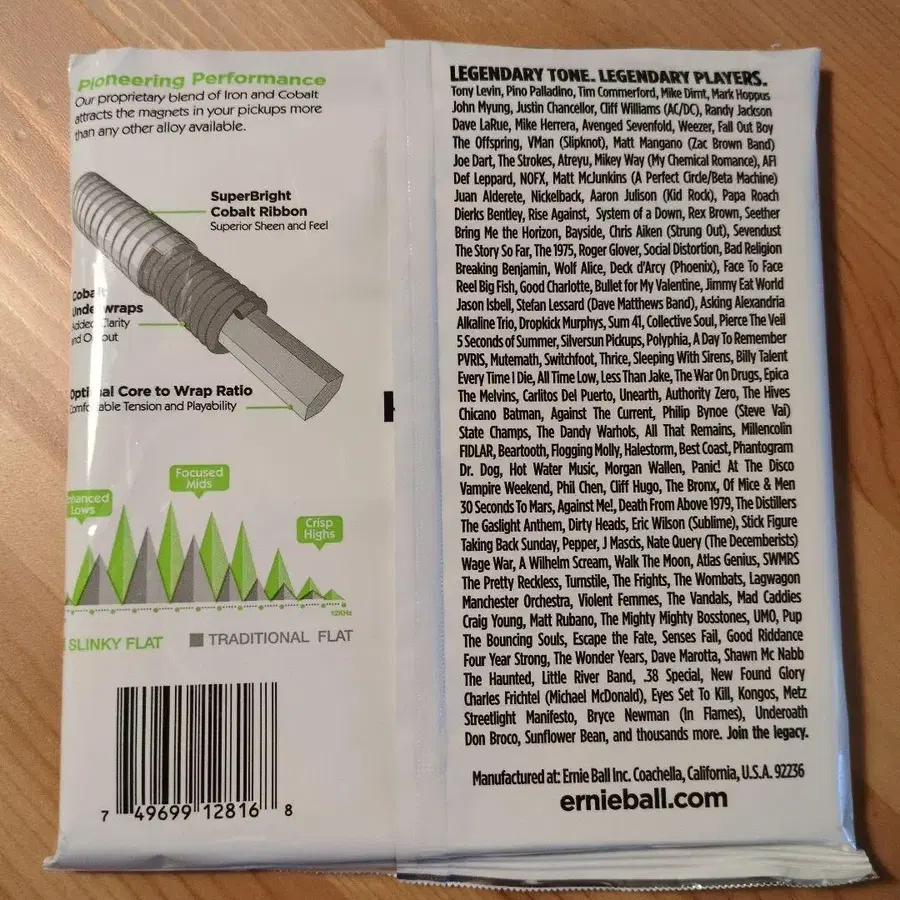 Pioneering Performance
Our proprietary blend of Iron and Cobalt
attracts the magnets in your pickups more
than any other alloy available.
SuperBright
Cobalt Ribbon
Superior Sheen and Feel
Cobalt
Underwraps
Added Clarity
and Output
Optimal Core to Wrap Ratio
Comfortable Tension and Playability
Enhanced
Lows
Focused
Mids
Crisp
Highs
12KHz
SLINKY FLAT
TRADITIONAL FLAT
7 49699 12816 8
LEGENDARY TONE. LEGENDARY PLAYERS.
Tony Levin, Pino Palladino, Tim Commerford, Mike Dirnt, Mark Hoppus
John Myung, Justin Chancellor, Cliff Williams (AC/DC), Randy Jackson
Dave LaRue, Mike Herrera, Avenged Sevenfold, Weezer, Fall Out Boy
The Offspring, VMan (Slipknot), Matt Mangano (Zac Brown Band)
Joe Dart, The Strokes, Atreyu, Mikey Way (My Chemical Romance), AFI
Def Leppard, NOFX, Matt McJunkins (A Perfect Circle/Beta Machine)
Juan Alderete, Nickelback, Aaron Julison (Kid Rock), Papa Roach
Dierks Bentley, Rise Against, System of a Down, Rex Brown, Seether
Bring Me the Horizon, Bayside, Chris Aiken (Strung Out), Sevendust
The Story So Far, The 1975, Roger Glover, Social Distortion, Bad Religion
Breaking Benjamin, Wolf Alice, Deck d'Arcy (Phoenix), Face To Face
Reel Big Fish, Good Charlotte, Bullet for My Valentine, Jimmy Eat World
Jason Isbell, Stefan Lessard (Dave Matthews Band), Asking Alexandria
Alkaline Trio, Dropkick Murphys, Sum 41, Collective Soul, Pierce The Veil
5 Seconds of Summer, Silversun Pickups, Polyphia, A Day To Remember
PVRIS, Mutemath, Switchfoot, Thrice, Sleeping With Sirens, Billy Talent
Every Time I Die, All Time Low, Less Than Jake, The War On Drugs, Epica
The Melvins, Carlitos Del Puerto, Unearth, Authority Zero, The Hives
Chicano Batman, Against The Current, Philip Bynoe (Steve Vai)
State Champs, The Dandy Warhols, All That Remains, Millencolin
FIDLAR, Beartooth, Flogging Molly, Halestorm, Best Coast, Phantogram
Dr. Dog, Hot Water Music, Morgan Wallen, Panic! At The Disco
Vampire Weekend, Phil Chen, Cliff Hugo, The Bronx, Of Mice & Men
30 Seconds To Mars, Against Me!, Death From Above 1979, The Distillers
The Gaslight Anthem, Dirty Heads, Eric Wilson (Sublime), Stick Figure
Taking Back Sunday, Pepper, J Mascis, Nate Query (The Decemberists)
Wage War, A Wilhelm Scream, Walk The Moon, Atlas Genius, SWMRS
The Pretty Reckless, Turnstile, The Frights, The Wombats, Lagwagon
Manchester Orchestra, Violent Femmes, The Vandals, Mad Caddies
Craig Young, Matt Rubano, The Mighty Mighty Bosstones, UMO, Pup
The Bouncing Souls, Escape the Fate, Senses Fail, Good Riddance
Four Year Strong, The Wonder Years, Dave Marotta, Shawn Mc Nabb
The Haunted, Little River Band, .38 Special, New Found Glory
Charles Frichtel (Michael McDonald), Eyes Set To Kill, Kongos, Metz
Streetlight Manifesto, Bryce Newman (In Flames), Underoath
Don Broco, Sunflower Bean, and thousands more. Join the legacy.
Manufactured at: Ernie Ball Inc. Coachella, California, U.S.A. 92236
ernieball.com